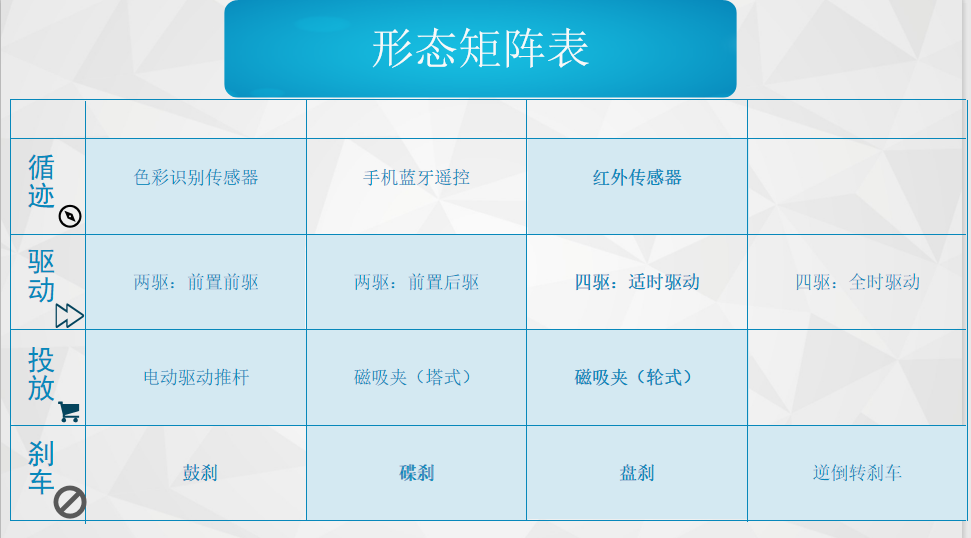 形态矩阵表
循迹
色彩识别传感器
手机蓝牙遥控
红外传感器
驱动
两驱：前置前驱
两驱：前置后驱
四驱：适时驱动
四驱：全时驱动
投放
电动驱动推杆
磁吸夹（塔式）
磁吸夹（轮式）
刹车
鼓刹
碟刹
盘刹
逆倒转刹车